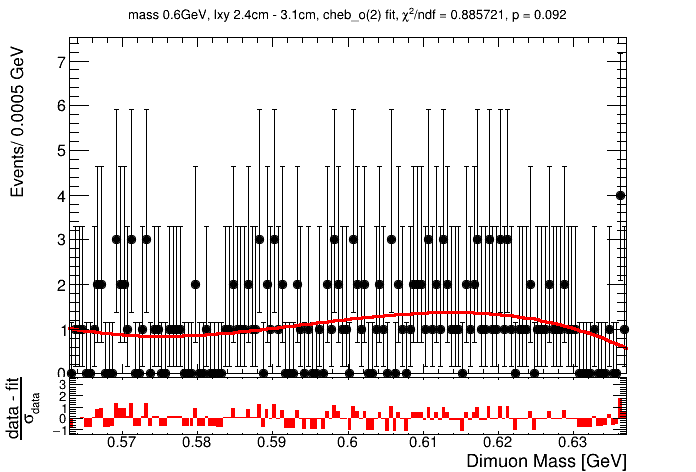 mass 0.6GeV, lxy 2.4cm - 3.1cm, cheb_o(2) fit, χ²/ndf = 0.885721, p = 0.092
Events/ 0.0005 GeV
7
6
5
4
3
2
1
0
data - fit
σdata
3
2
1
0
−1
0.57 0.58 0.59 0.6 0.61 0.62 0.63
Dimuon Mass [GeV]